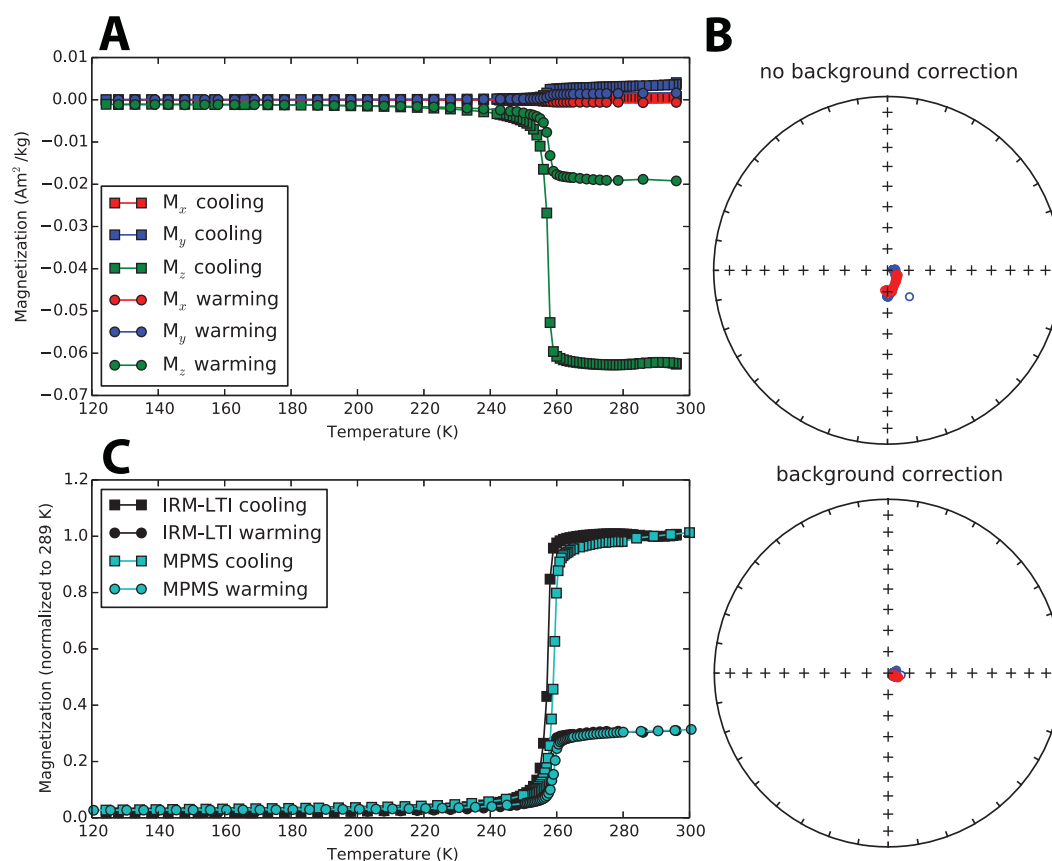 A
0.01
0.00
−0.01
−0.02
−0.03
−0.04
−0.05
−0.06
−0.07
Magnetization (Am²/kg)
Mx cooling
My cooling
Mz cooling
Mx warming
My warming
Mz warming
120 140 160 180 200 220 240 260 280 300
Temperature (K)
B
no background correction
background correction
C
1.2
1.0
0.8
0.6
0.4
0.2
0.0
Magnetization (normalized to 289 K)
IRM-LTI cooling
IRM-LTI warming
MPMS cooling
MPMS warming
120 140 160 180 200 220 240 260 280 300
Temperature (K)